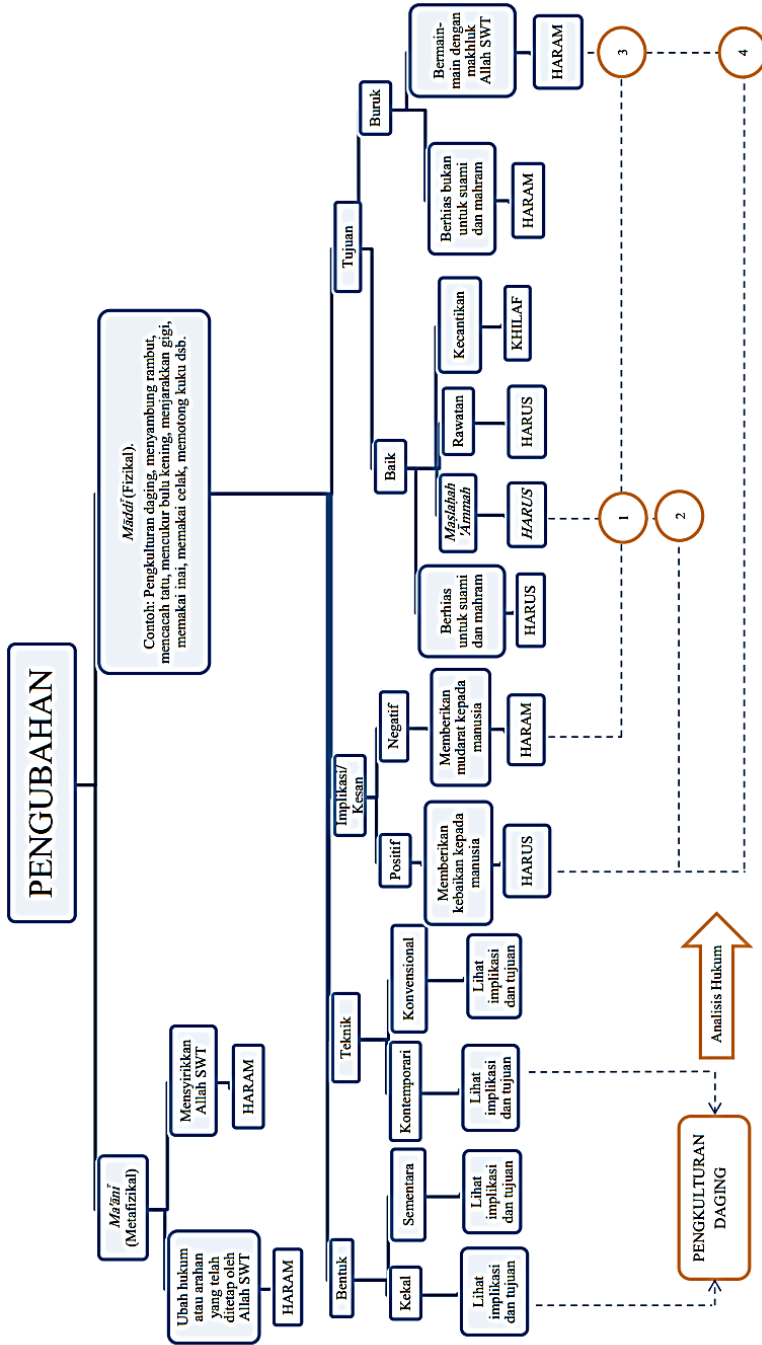 PENGUBAHAN
Ma'ānī
(Metafizikal)
Ubah hukum
atau arahan
yang telah
ditetap oleh
Allah SWT
HARAM
Mensyirikkan
Allah SWT
HARAM
Māddī (Fizikal).
Contoh: Pengkulturan daging, menyambung rambut,
mencacah tatu, mencukur bulu kening, menjarakkan gigi,
memakai inai, memakai celak, memotong kuku dsb.
Bentuk
Kekal
Lihat
implikasi
dan tujuan
Sementara
Lihat
implikasi
dan tujuan
Teknik
Kontemporari
Lihat
implikasi
dan tujuan
Konvensional
Lihat
implikasi
dan tujuan
Implikasi/
Kesan
Positif
Memberikan
kebaikan kepada
manusia
HARUS
Negatif
Memberikan
mudarat kepada
manusia
HARAM
Tujuan
Baik
Berhias
untuk suami
dan mahram
HARUS
Maṣlaḥah
'Āmmah
HARUS
Rawatan
HARUS
Kecantikan
KHILAF
Buruk
Berhias bukan
untuk suami
dan mahram
HARAM
Bermain-
main dengan
makhluk
Allah SWT
HARAM
PENGKULTURAN
DAGING
Analisis Hukum
1
2
3
4